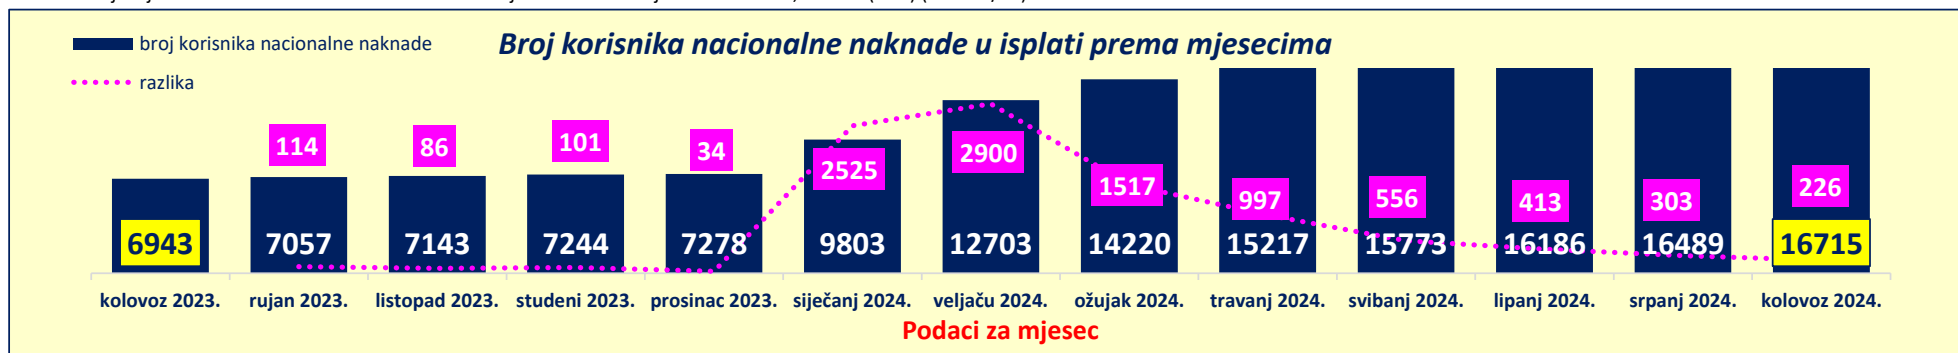 Broj korisnika nacionalne naknade u isplati prema mjesecima
broj korisnika nacionalne naknade
razlika
114 86 101 34 2525 2900 1517 997 556 413 303 226
6943 7057 7143 7244 7278 9803 12703 14220 15217 15773 16186 16489 16715
kolovoz 2023. rujan 2023. listopad 2023. studeni 2023. prosinac 2023. siječanj 2024. veljaču 2024. ožujak 2024. travanj 2024. svibanj 2024. lipanj 2024. srpanj 2024. kolovoz 2024.
Podaci za mjesec